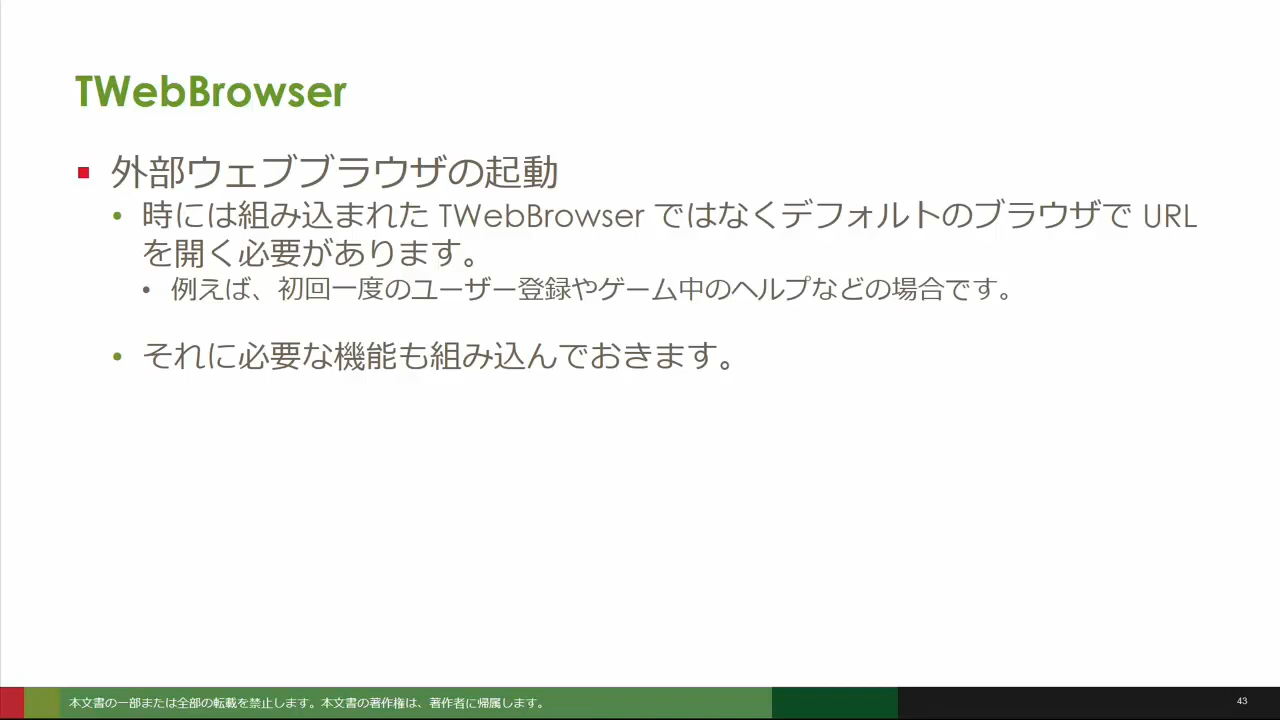 TWebBrowser
外部ウェブブラウザの起動
時には組み込まれた TWebBrowser ではなくデフォルトのブラウザで URL
を開く必要があります。
例えば、初回一度のユーザー登録やゲーム中のヘルプなどの場合です。
それに必要な機能も組み込んでおきます。
本文書の一部または全部の転載を禁止します。本文書の著作権は、著作者に帰属します。
43